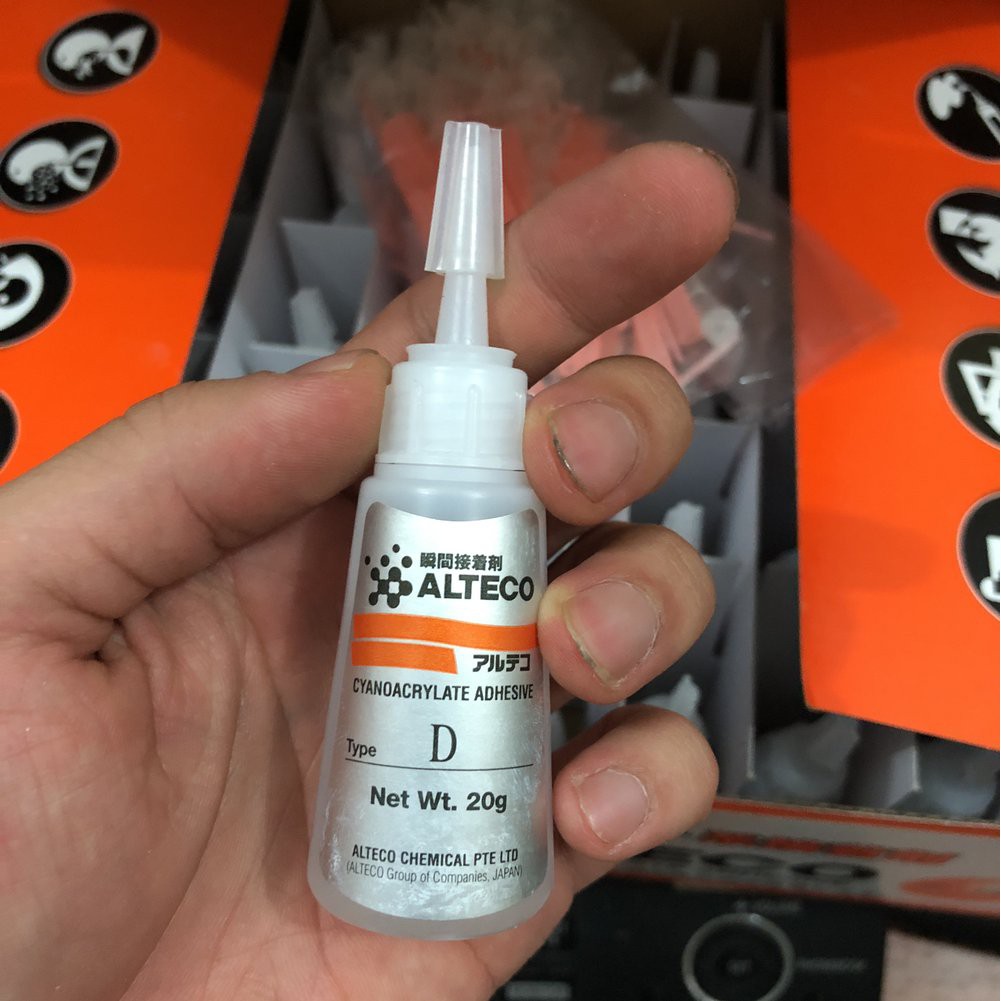 瞬間接着剤
ALTECO
アルテコ
CYANOACRYLATE ADHESIVE
Type D
Net Wt. 20g
ALTECO CHEMICAL PTE LTD
(ALTECO Group of Companies, JAPAN)